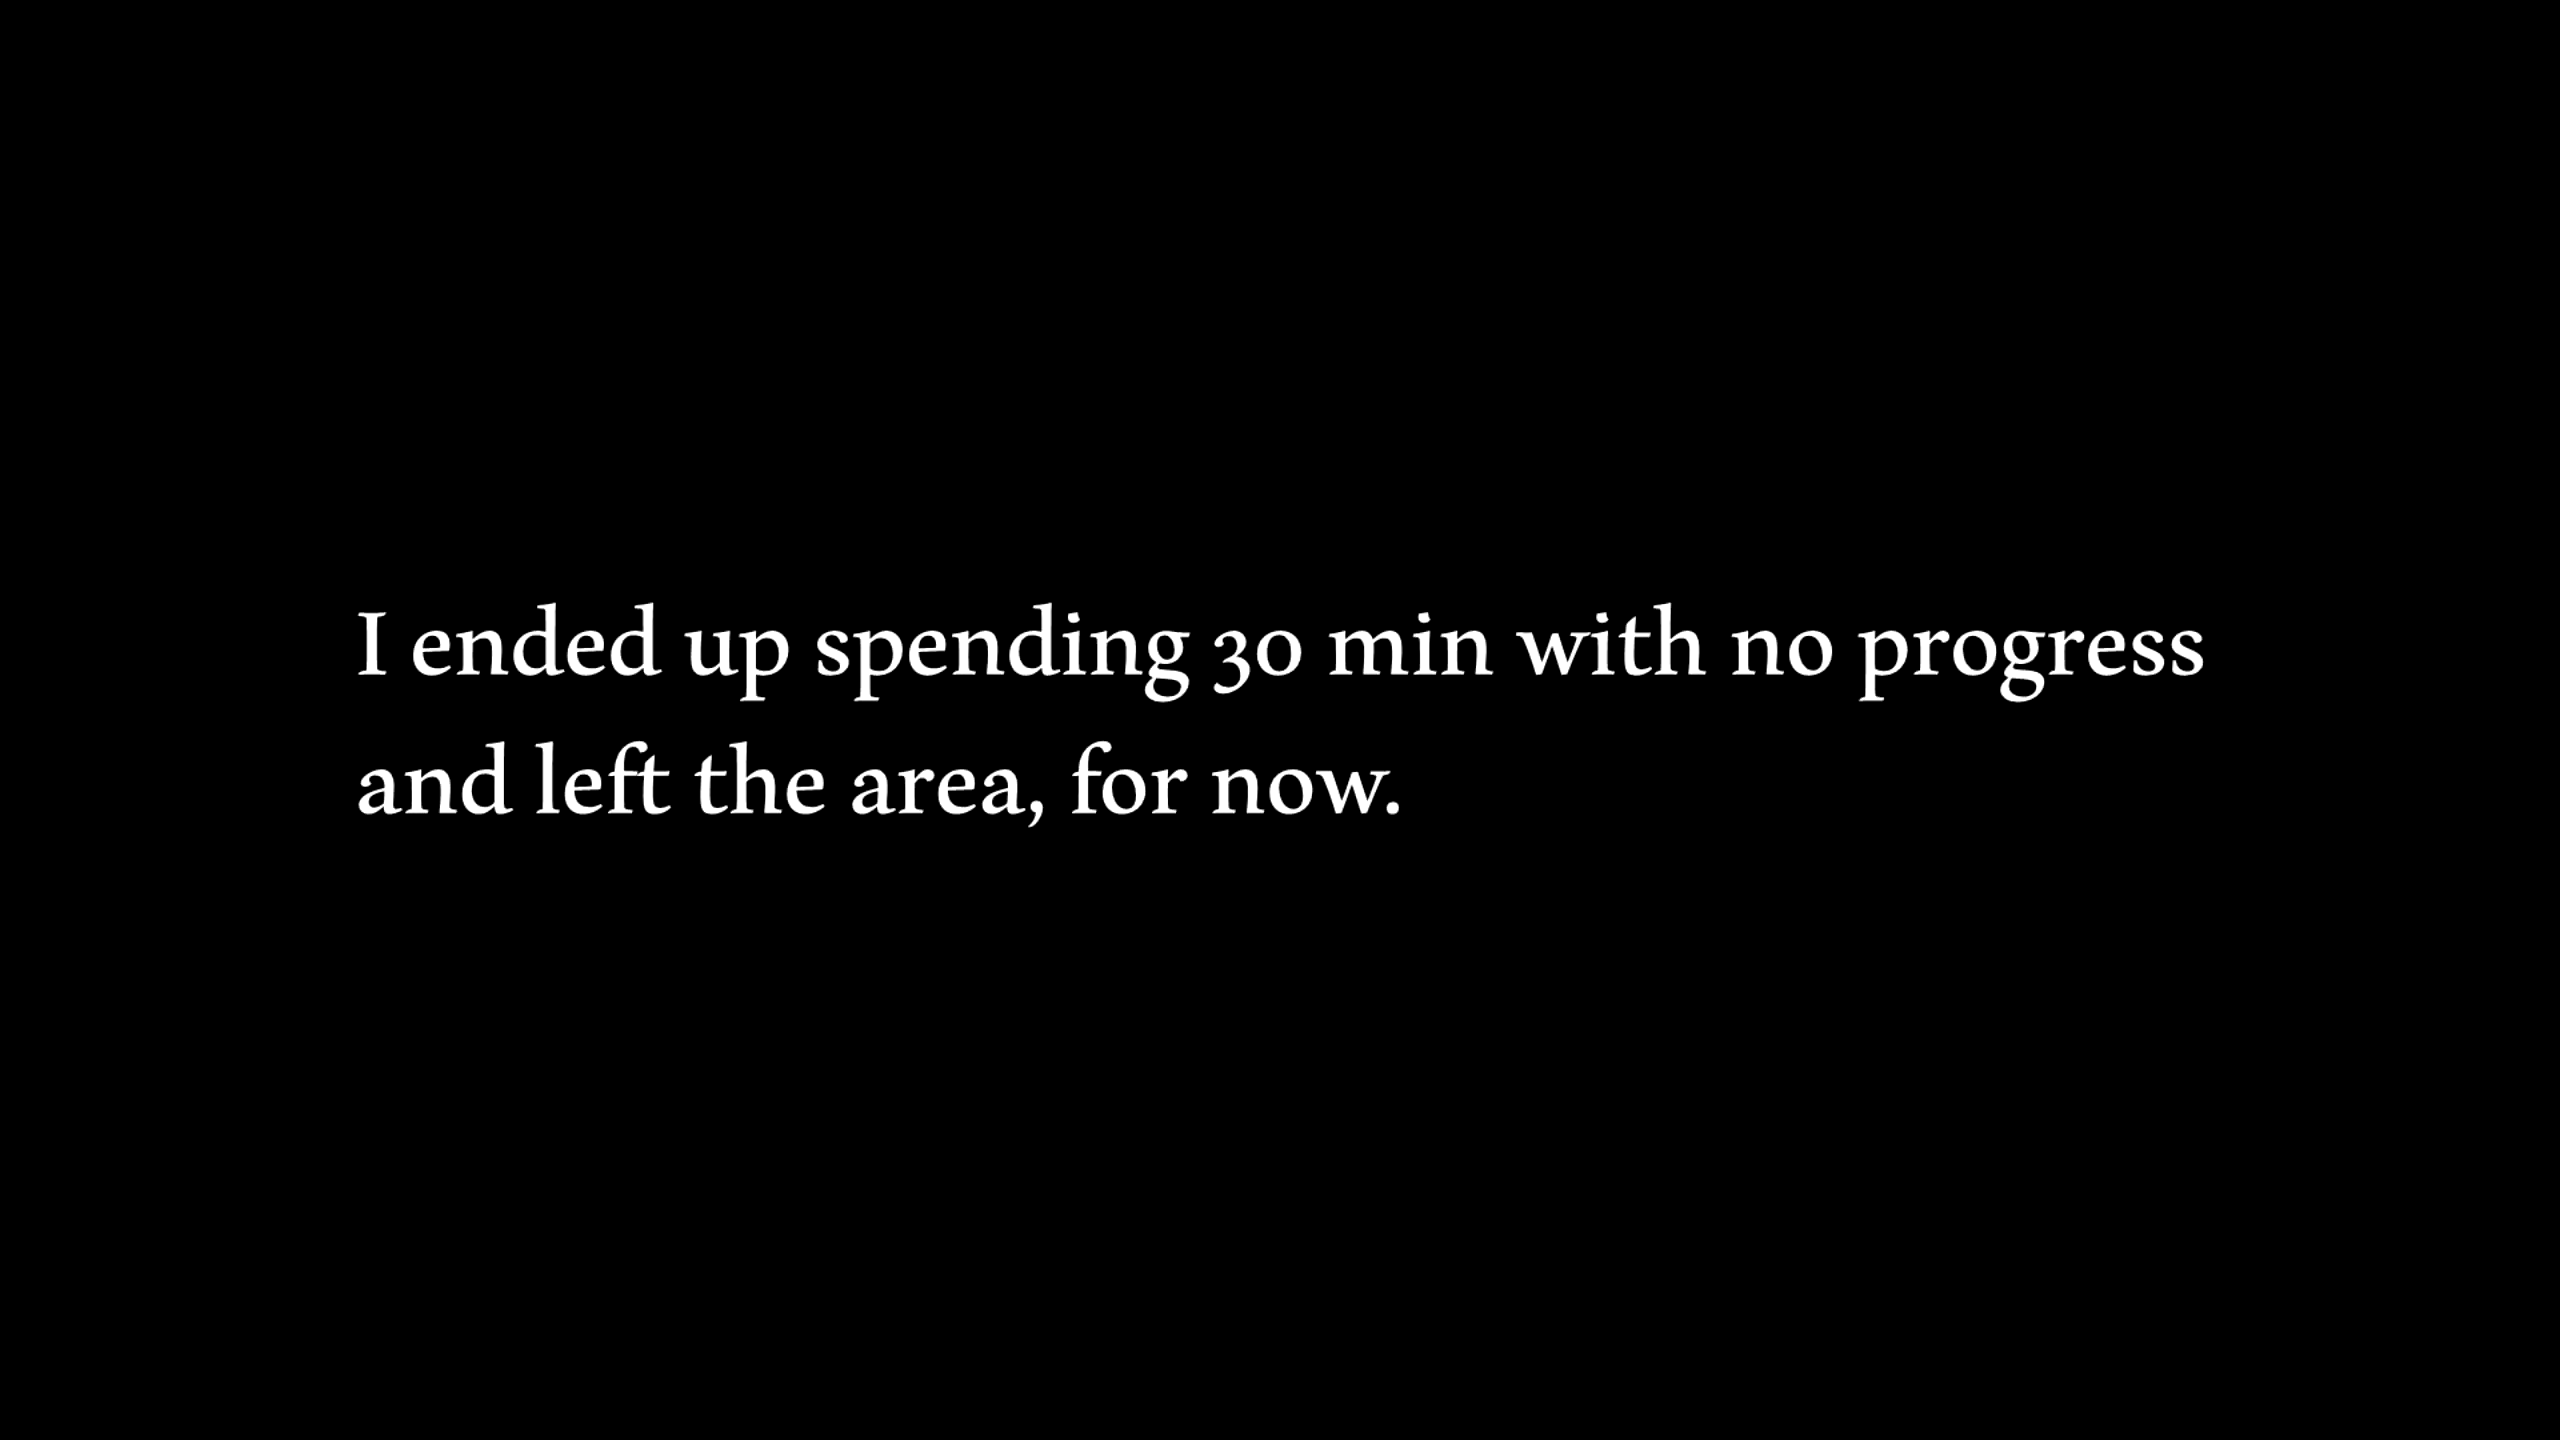 I ended up spending 30 min with no progress
and left the area, for now.